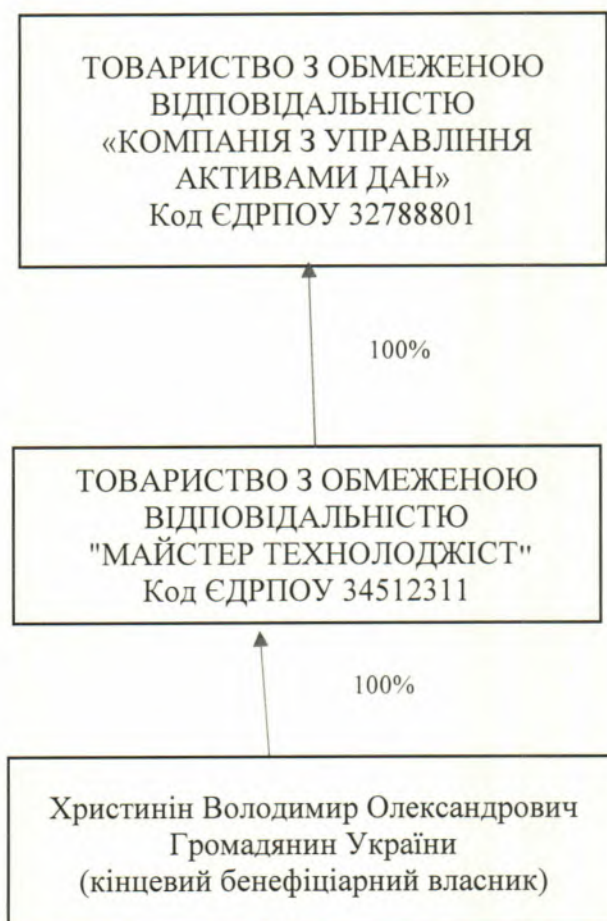 ТОВАРИСТВО З ОБМЕЖЕНОЮ
ВІДПОВІДАЛЬНІСТЮ
«КОМПАНІЯ З УПРАВЛІННЯ
АКТИВАМИ ДАН»
Код ЄДРПОУ 32788801
100%
ТОВАРИСТВО З ОБМЕЖЕНОЮ
ВІДПОВІДАЛЬНІСТЮ
"МАЙСТЕР ТЕХНОЛОДЖІСТ"
Код ЄДРПОУ 34512311
100%
Христинін Володимир Олександрович
Громадянин України
(кінцевий бенефіціарний власник)